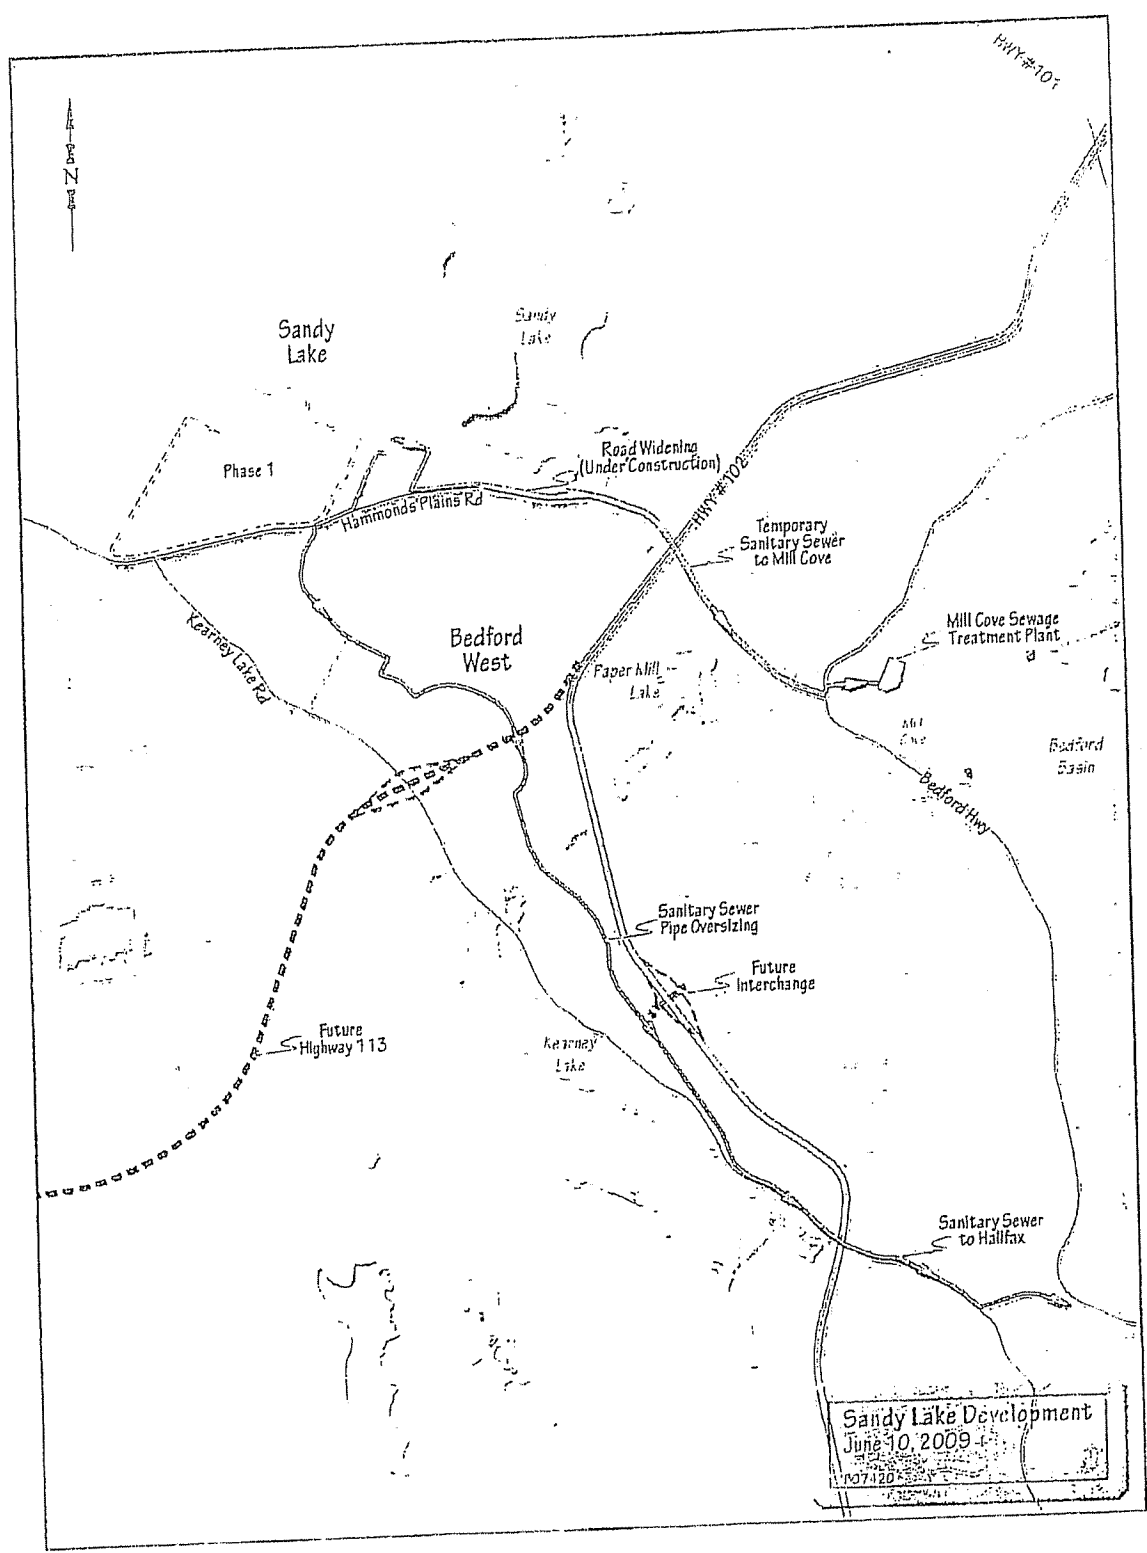 HWY #101
N
Sandy
Lake
Sandy
Lake
Phase 1
Road Widening
(Under Construction)
Hammonds Plains Rd
HWY # 102
Temporary
Sanitary Sewer
to Mill Cove
Mill Cove Sewage
Treatment Plant
Kearney Lake Rd
Bedford
West
Paper Mill
Lake
Mill
Cove
Bedford
Basin
Bedford Hwy
Sanitary Sewer
Pipe Oversizing
Future
Interchange
Future
Highway 113
Kearney
Lake
Sanitary Sewer
to Halifax
Sandy Lake Development
June 10, 2009